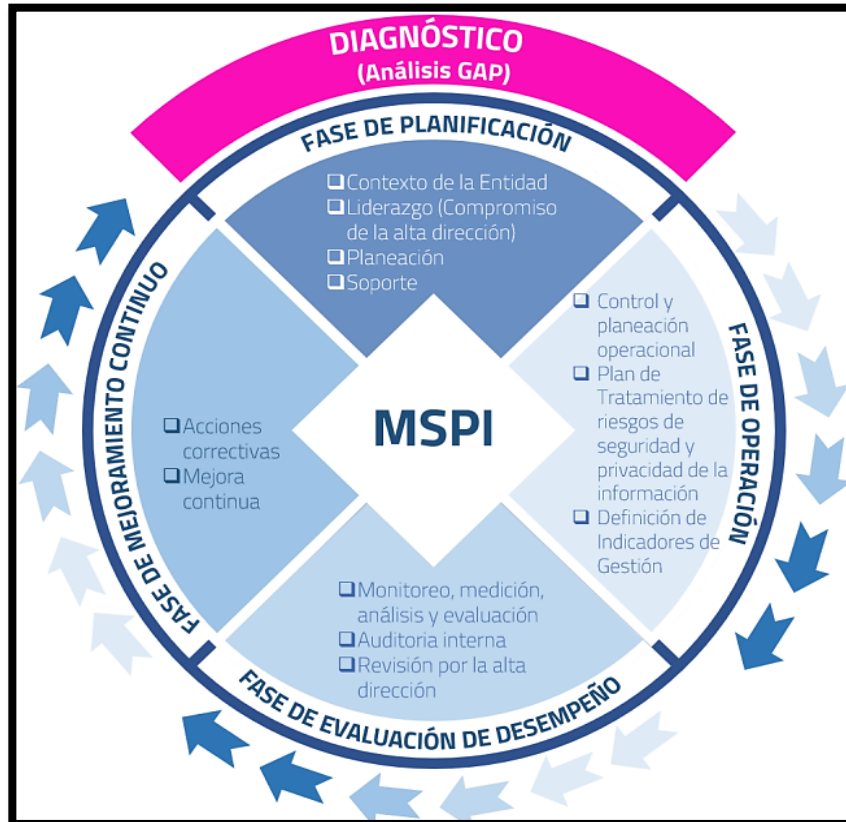 DIAGNÓSTICO
(Análisis GAP)
FASE DE PLANIFICACIÓN
❑Contexto de la Entidad
❑Liderazgo (Compromiso
de la alta dirección)
❑Planeación
❑Soporte
FASE DE OPERACIÓN
❑ Control y
planeación
operacional
❑ Plan de
Tratamiento de
riesgos de
seguridad y
privacidad de la
información
❑ Definición de
Indicadores de
Gestión
MSPI
FASE DE EVALUACIÓN DE DESEMPEÑO
❑Monitoreo, medición,
análisis y evaluación
❑Auditoria interna
❑Revisión por la alta
dirección
FASE DE MEJORAMIENTO CONTINUO
❑Acciones
correctivas
❑Mejora
continua